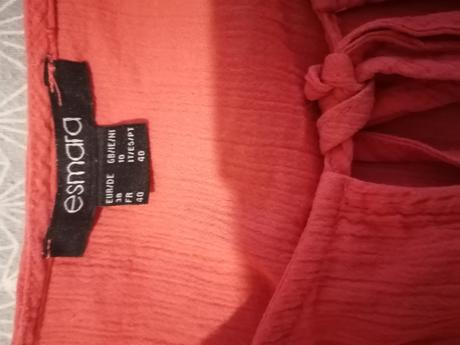 esmara
EUR/DE GB/IE/NI IT/ES/PT
38 10 40
FR
40